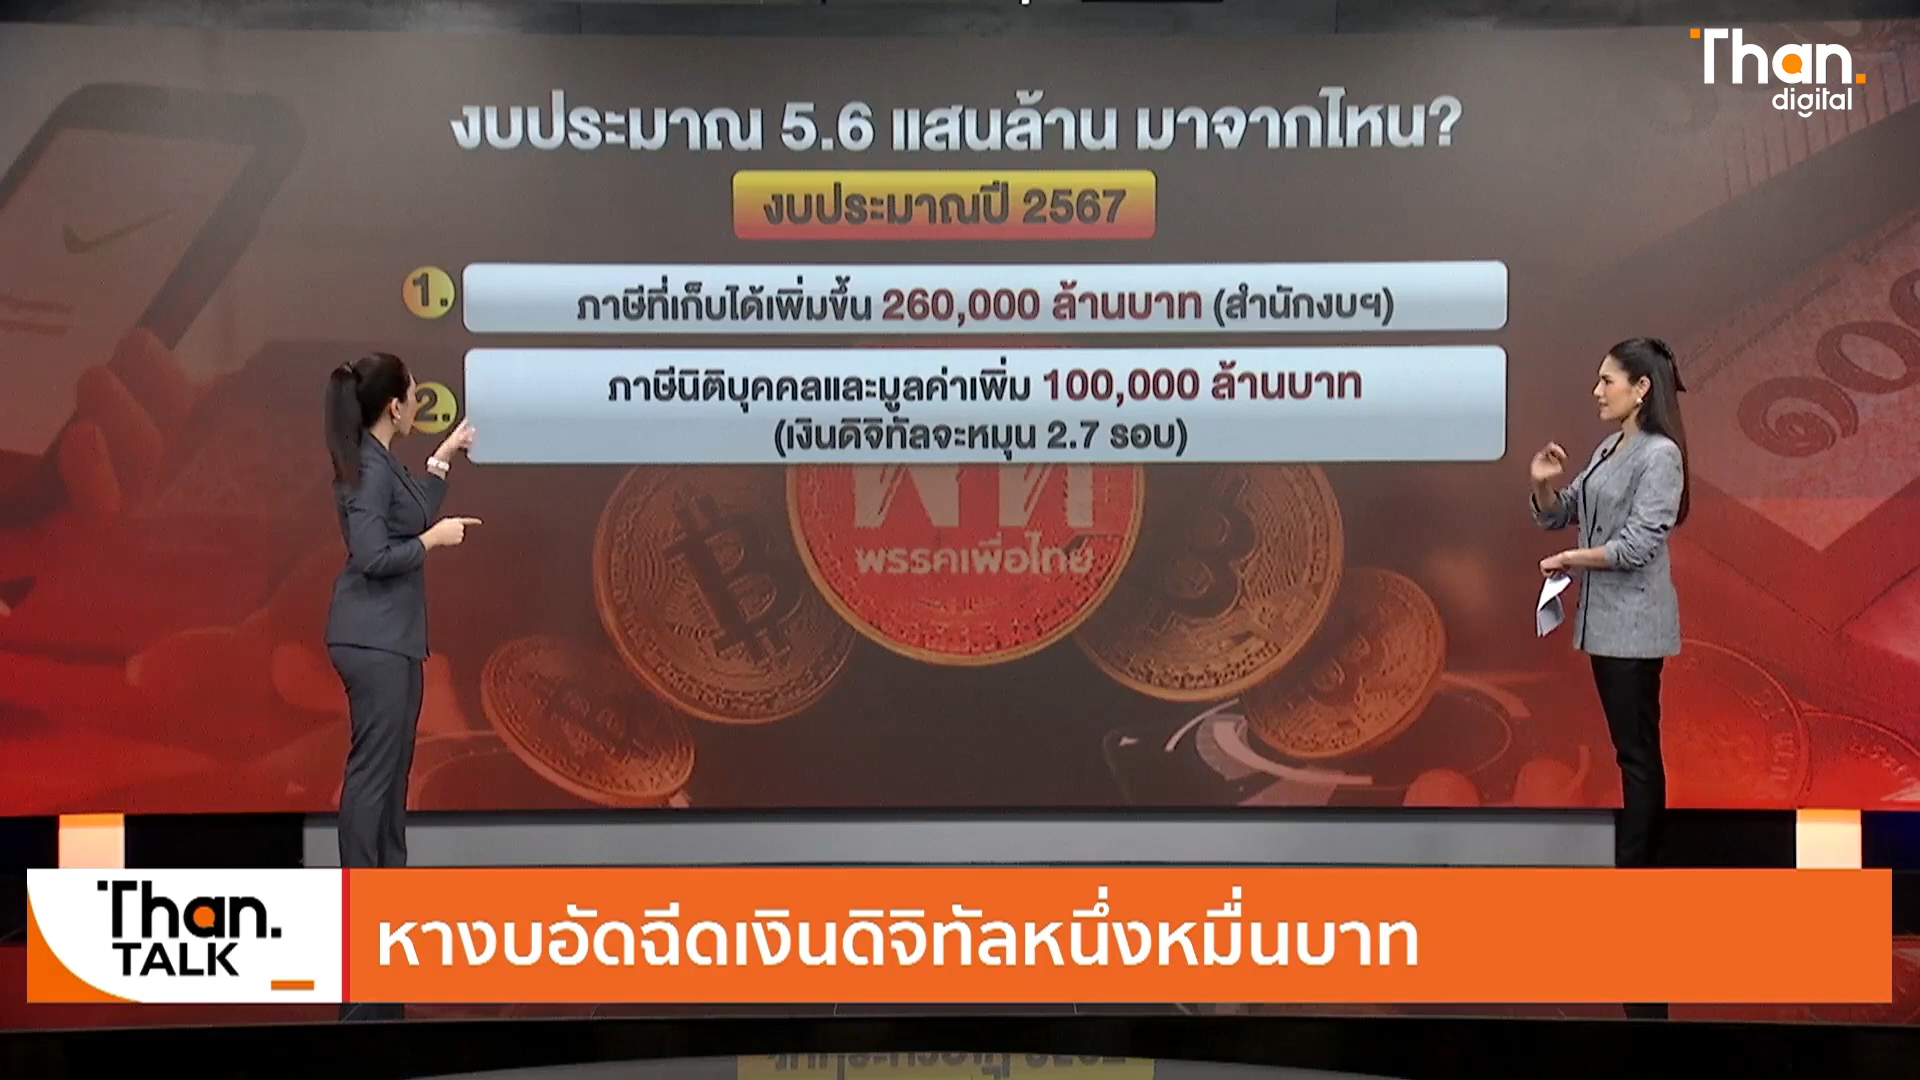 Than.
digital
งบประมาณ 5.6 แสนล้าน มาจากไหน?
งบประมาณปี 2567
1.
ภาษีที่เก็บได้เพิ่มขึ้น 260,000 ล้านบาท (สำนักงบฯ)
2.
ภาษีนิติบุคคลและมูลค่าเพิ่ม 100,000 ล้านบาท
(เงินดิจิทัลจะหมุน 2.7 รอบ)
พท
พรรคเพื่อไทย
Than.
TALK
หางบอัดฉีดเงินดิจิทัลหนึ่งหมื่นบาท